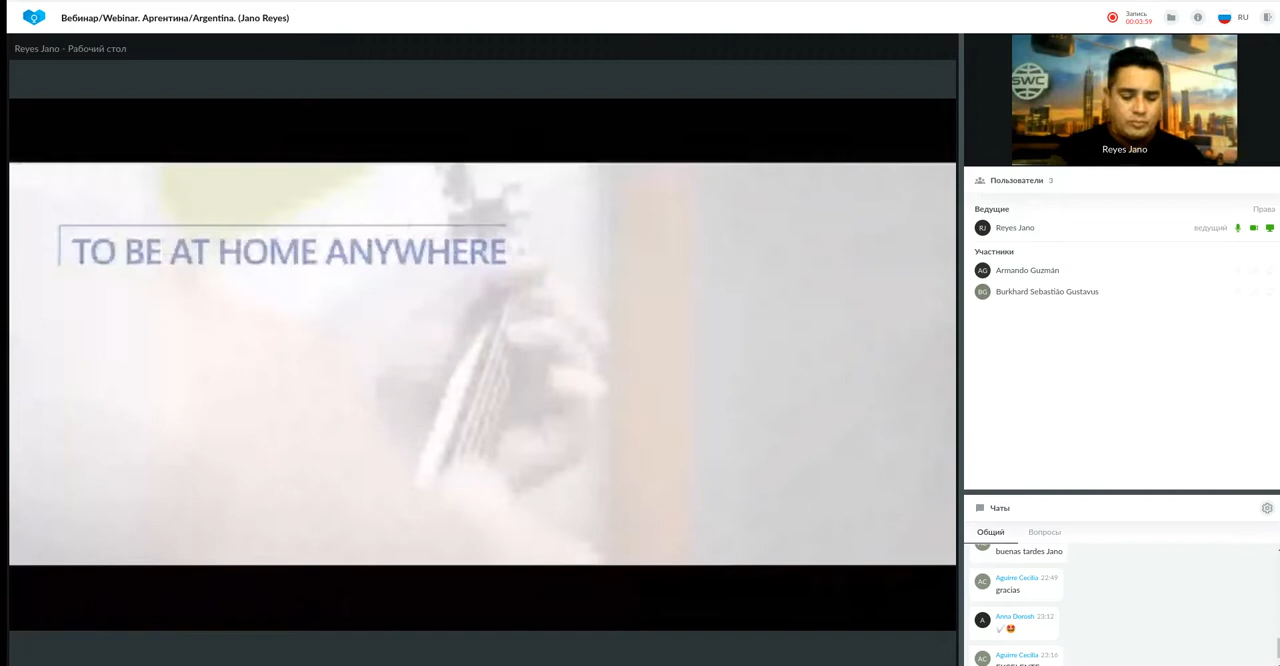 Вебинар/Webinar. Аргентина/Argentina. (Jano Reyes)
Запись
00:03:59
RU
Reyes Jano - Рабочий стол
TO BE AT HOME ANYWHERE
SWC
Reyes Jano
Пользователи 3
Ведущие Права
RJ Reyes Jano ведущий
Участники
AG Armando Guzmán
BG Burkhard Sebastião Gustavus
Чаты
Общий Вопросы
buenas tardes Jano
AC Aguirre Cecilia 22:49
gracias
A Anna Dorosh 23:12
AC Aguirre Cecilia 23:16